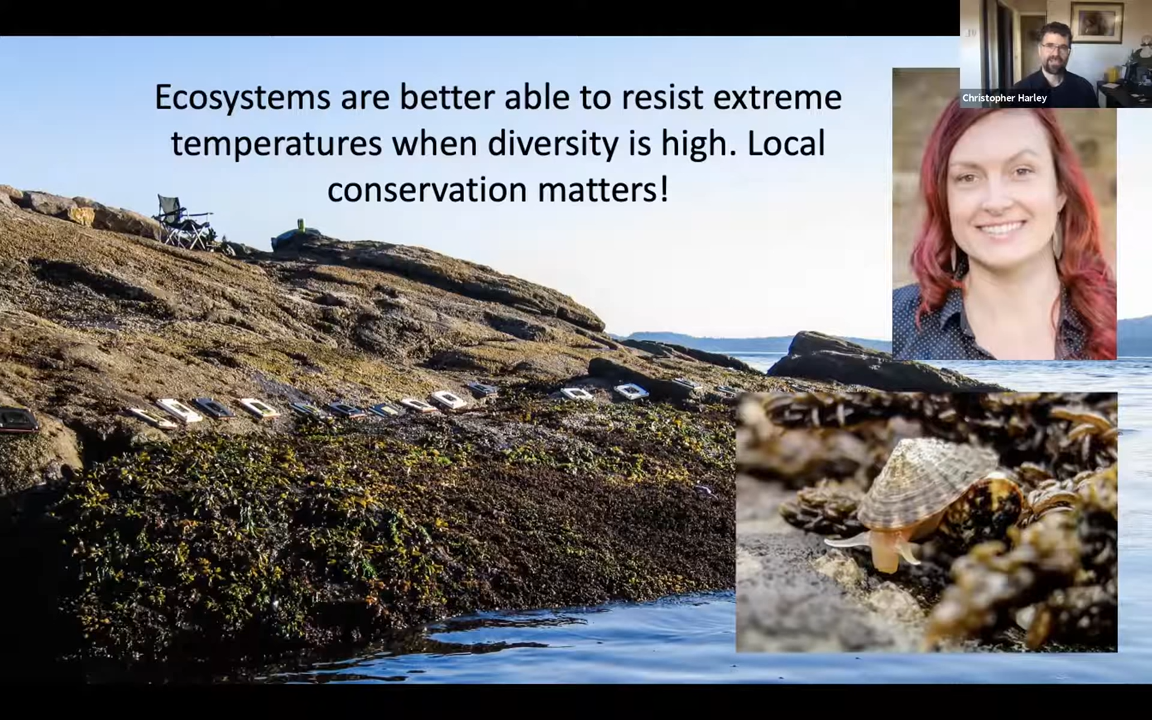 Christopher Harley
Ecosystems are better able to resist extreme
temperatures when diversity is high. Local
conservation matters!